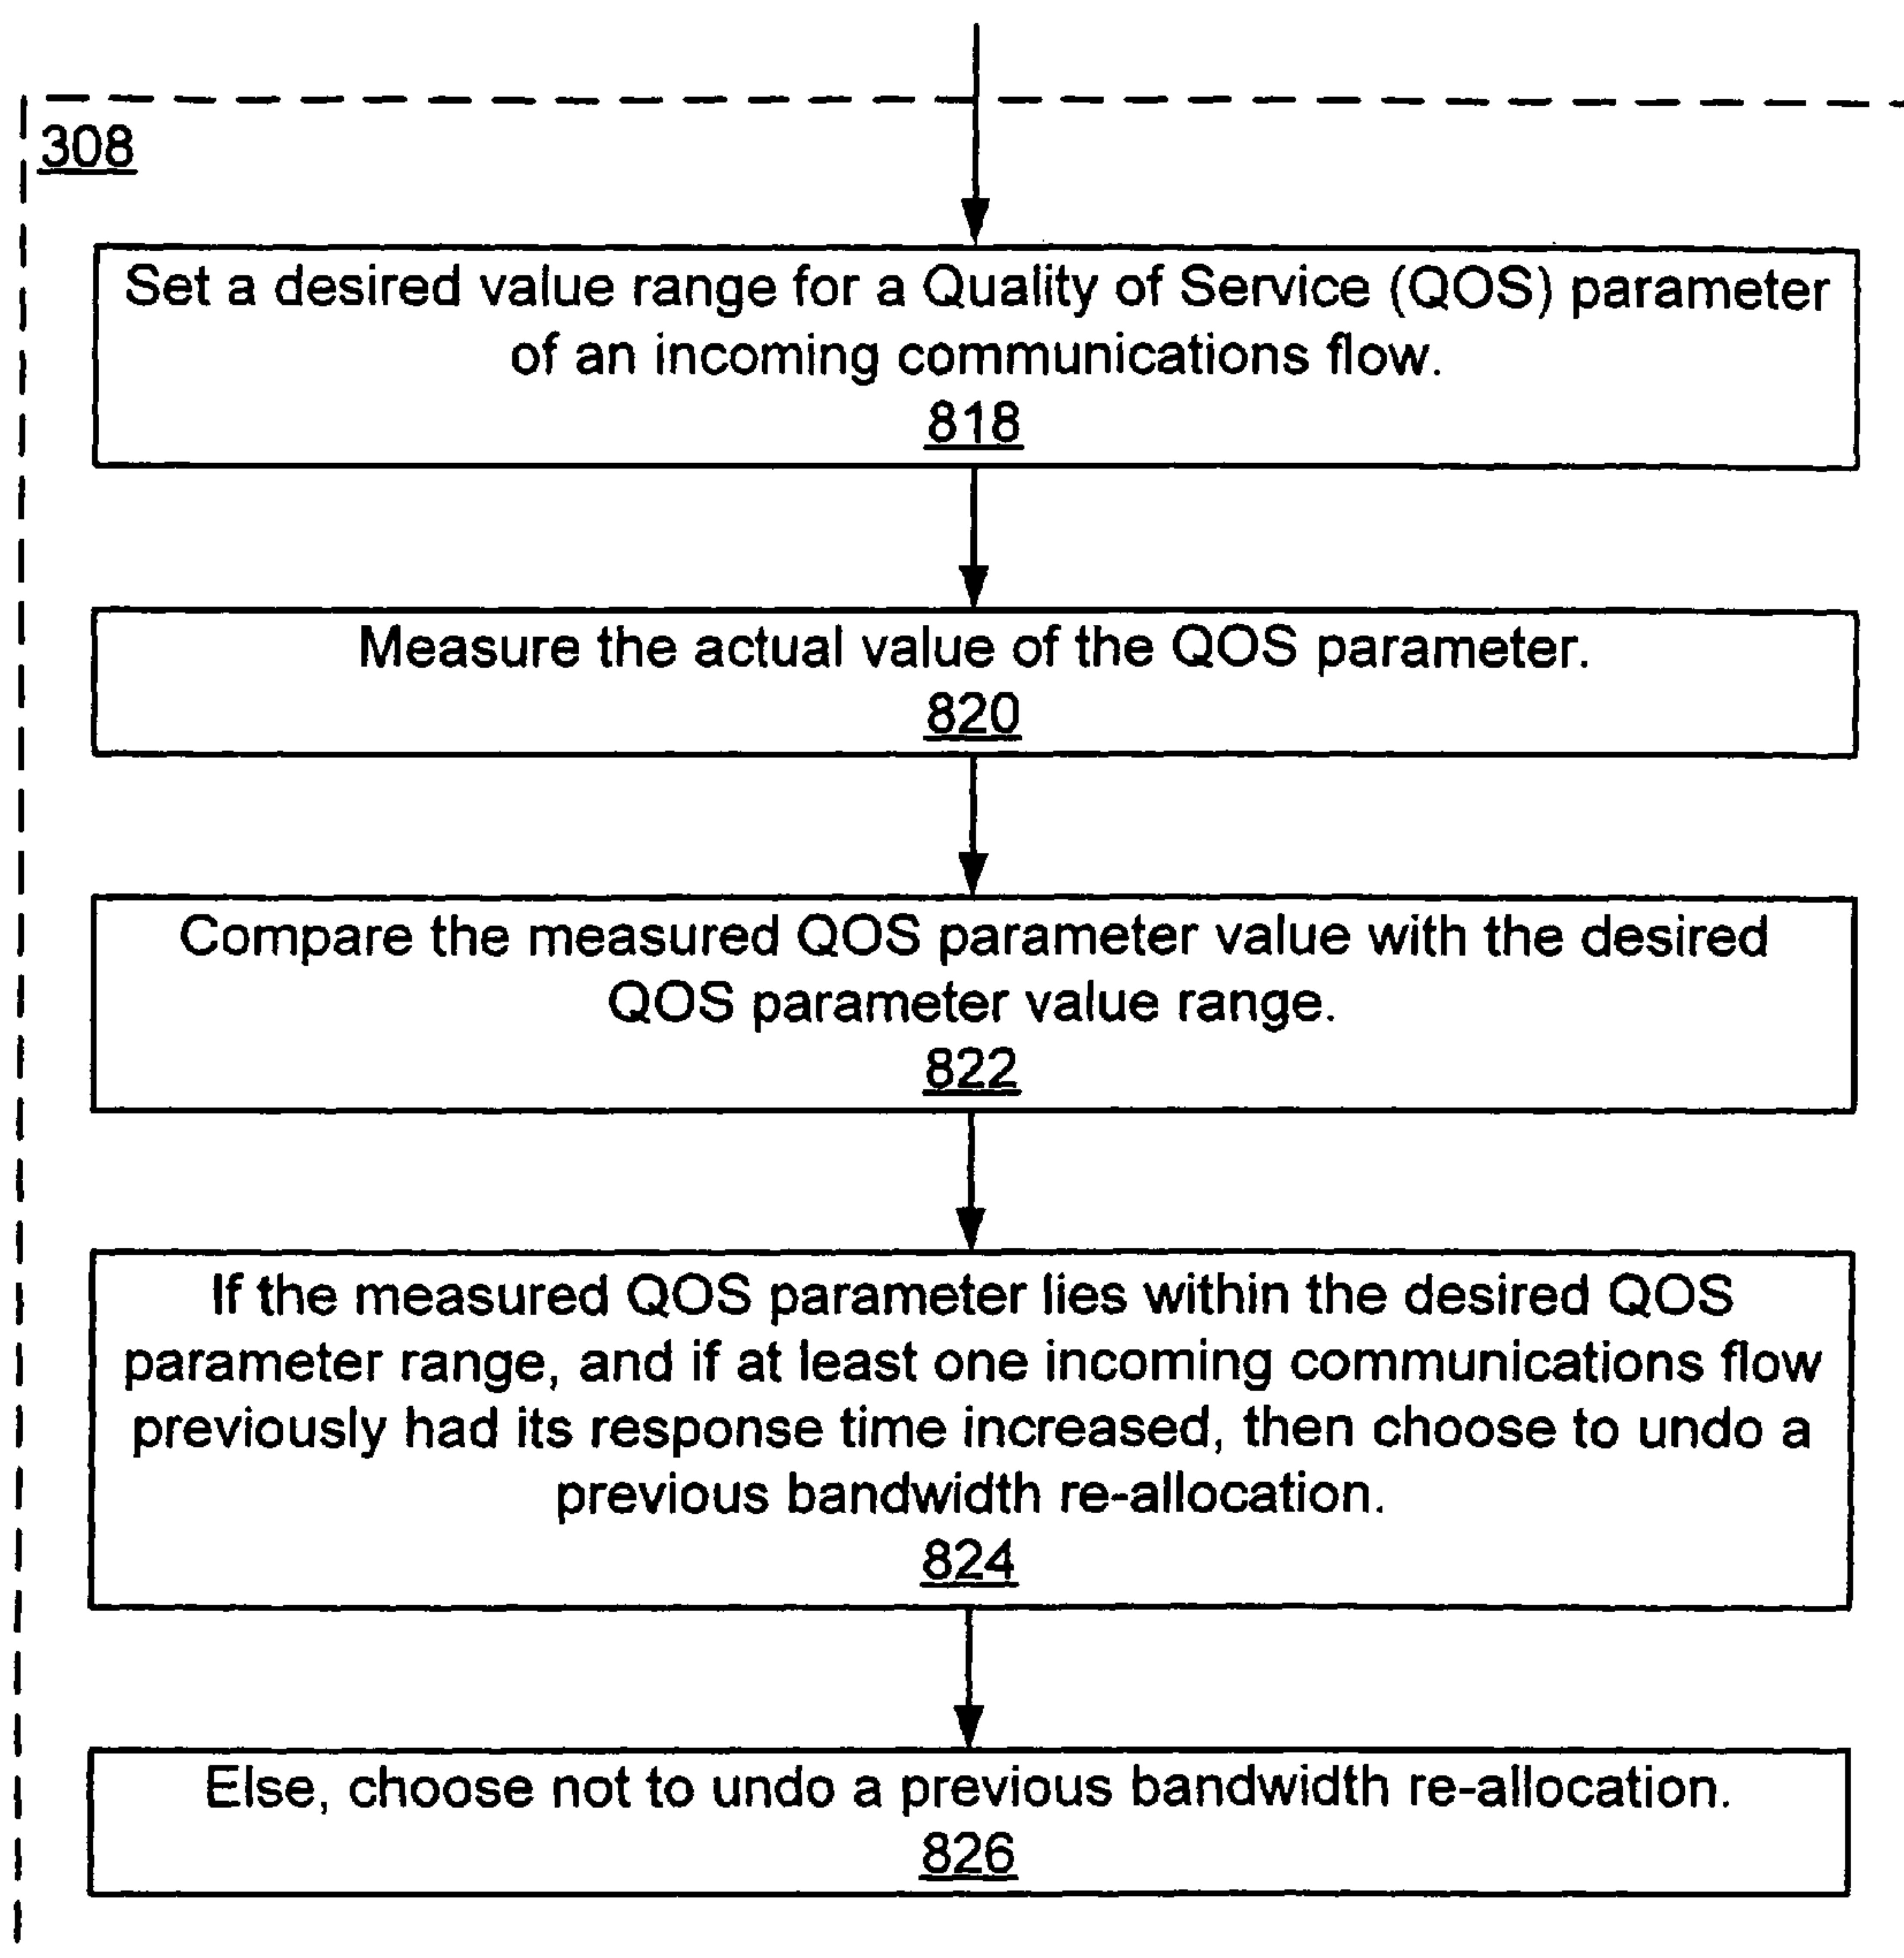 308
Set a desired value range for a Quality of Service (QOS) parameter
of an incoming communications flow.
818
Measure the actual value of the QOS parameter.
820
Compare the measured QOS parameter value with the desired
QOS parameter value range.
822
If the measured QOS parameter lies within the desired QOS
parameter range, and if at least one incoming communications flow
previously had its response time increased, then choose to undo a
previous bandwidth re-allocation.
824
Else, choose not to undo a previous bandwidth re-allocation.
826